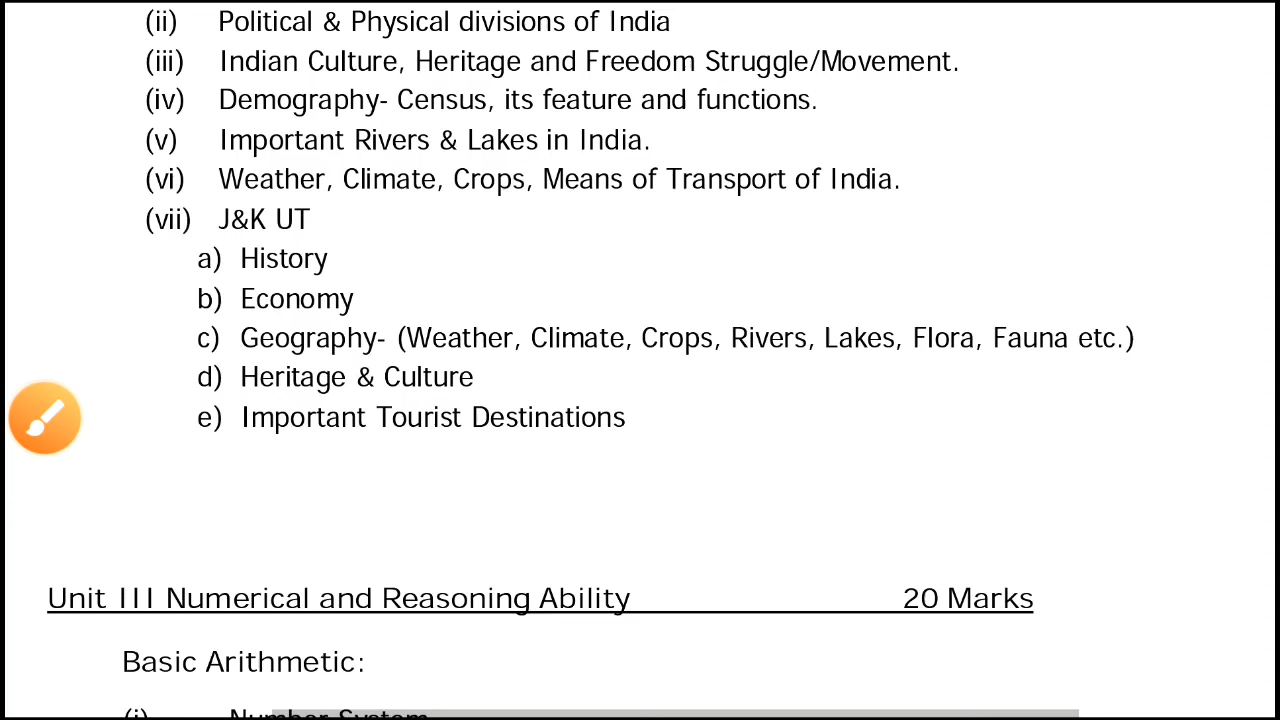 (ii) Political & Physical divisions of India
(iii) Indian Culture, Heritage and Freedom Struggle/Movement.
(iv) Demography- Census, its feature and functions.
(v) Important Rivers & Lakes in India.
(vi) Weather, Climate, Crops, Means of Transport of India.
(vii) J&K UT
a) History
b) Economy
c) Geography- (Weather, Climate, Crops, Rivers, Lakes, Flora, Fauna etc.)
d) Heritage & Culture
e) Important Tourist Destinations
Unit III Numerical and Reasoning Ability 20 Marks
Basic Arithmetic:
(i) Number System